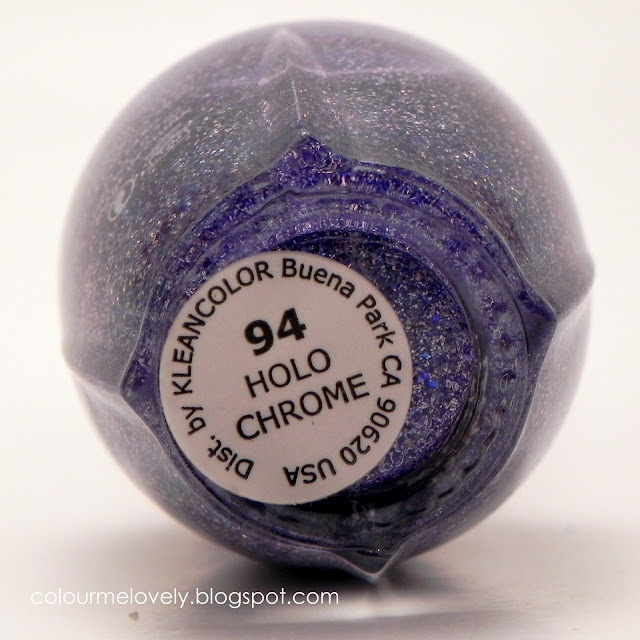 Dist. by KLEANCOLOR Buena Park CA 90620 USA
94
HOLO
CHROME
colourmelovely.blogspot.com